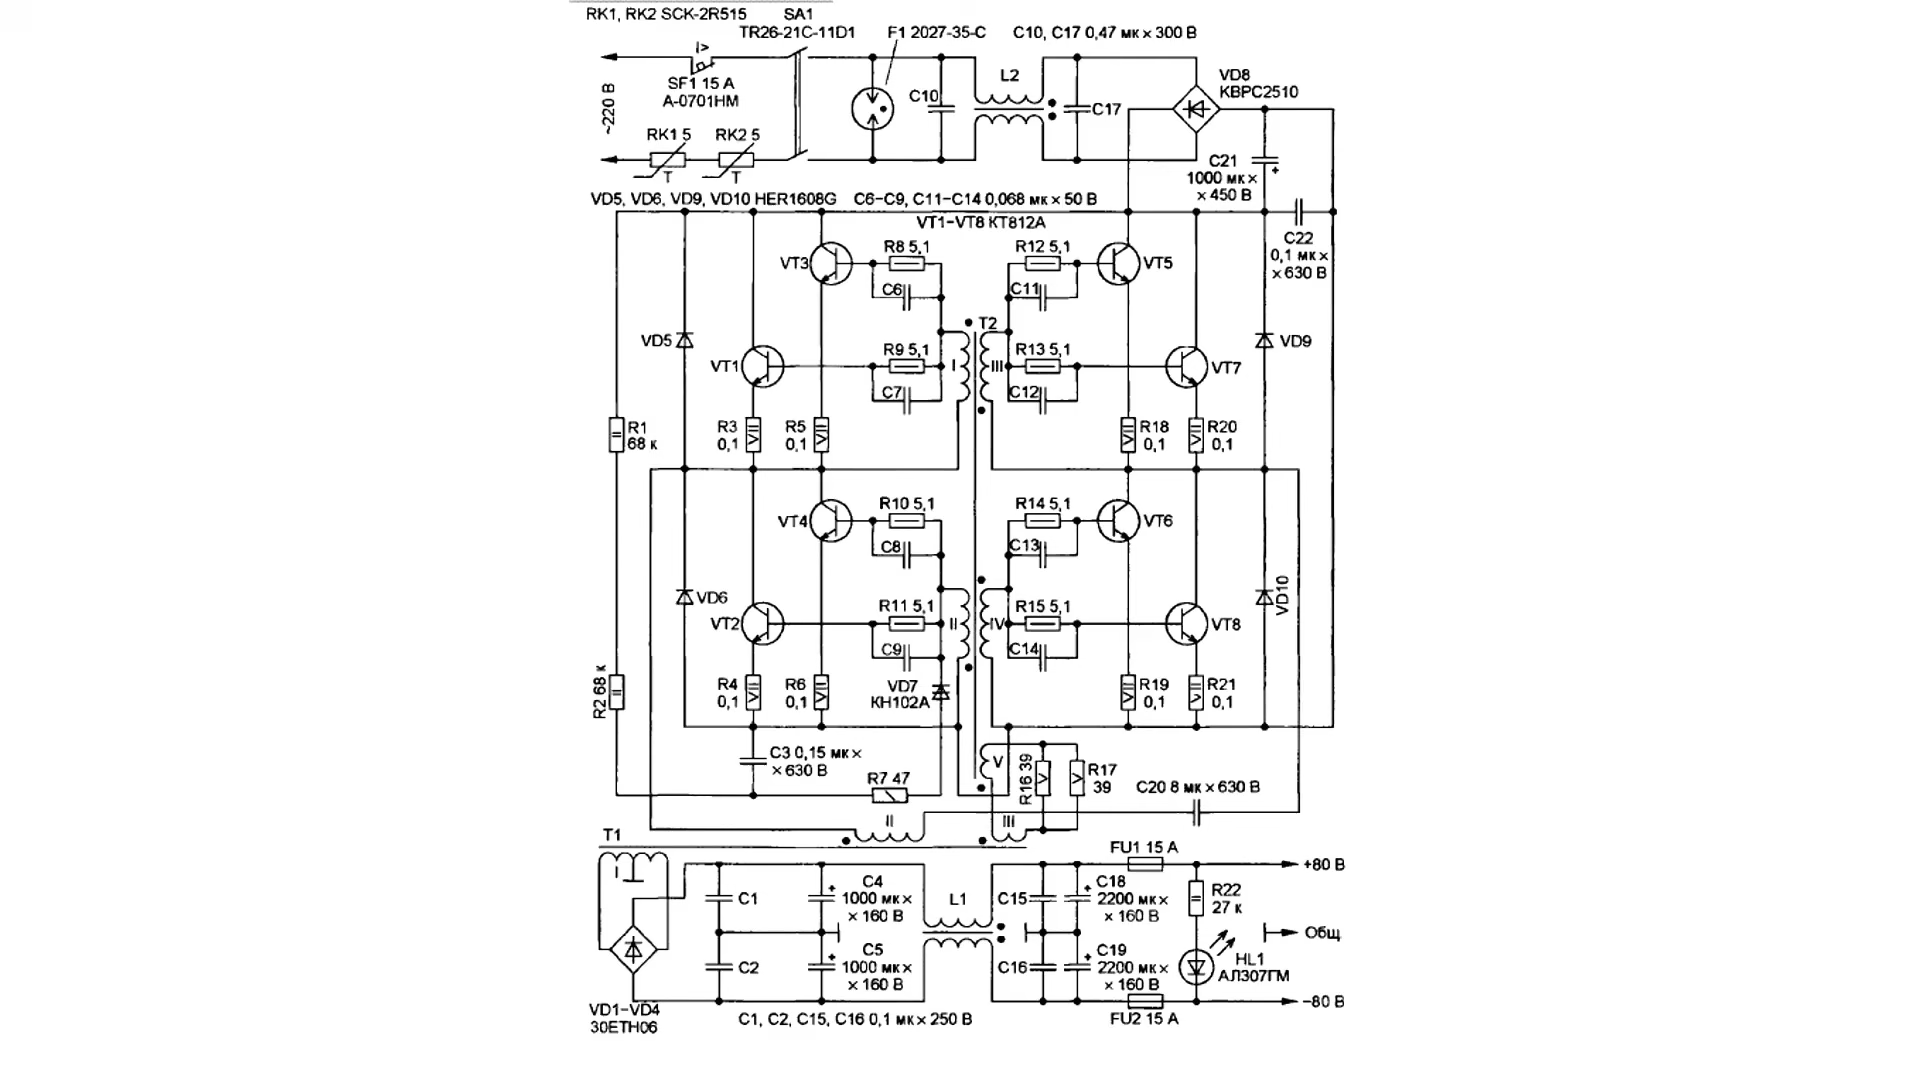 RK1, RK2 SCK-2R515
SA1
TR26-21C-11D1
F1 2027-35-C
C10, C17 0,47 мк x 300 В
I>
SF1 15 A
A-0701HM
~220 В
RK1 5
RK2 5
T
T
C10
L2
C17
VD8
KBPC2510
C21
1000 мк x
x 450 В
+
VD5, VD6, VD9, VD10 HER1608G
C6-C9, C11-C14 0,068 мк x 50 В
VT1-VT8 КТ812А
C22
0,1 мк x
x 630 В
VT3
R8 5,1
C6
R12 5,1
C11
VT5
VD5
VT1
R9 5,1
C7
I
T2
III
R13 5,1
C12
VT7
VD9
R1
68 к
R3
0,1
R5
0,1
R18
0,1
R20
0,1
VT4
R10 5,1
C8
R14 5,1
C13
VT6
VD6
VT2
R11 5,1
C9
II
IV
R15 5,1
C14
VT8
VD10
R2 68 к
R4
0,1
R6
0,1
VD7
КН102А
R19
0,1
R21
0,1
C3 0,15 мк x
x 630 В
R7 47
V
R16 39
R17
39
C20 8 мк x 630 В
II
III
T1
I
FU1 15 A
+80 В
C1
+
C4
1000 мк x
x 160 В
L1
C15
+
C18
2200 мк x
x 160 В
R22
27 к
Общ
C2
+
C5
1000 мк x
x 160 В
C16
+
C19
2200 мк x
x 160 В
HL1
АЛ307ГМ
−80 В
VD1-VD4
30ETH06
C1, C2, C15, C16 0,1 мк x 250 В
FU2 15 A